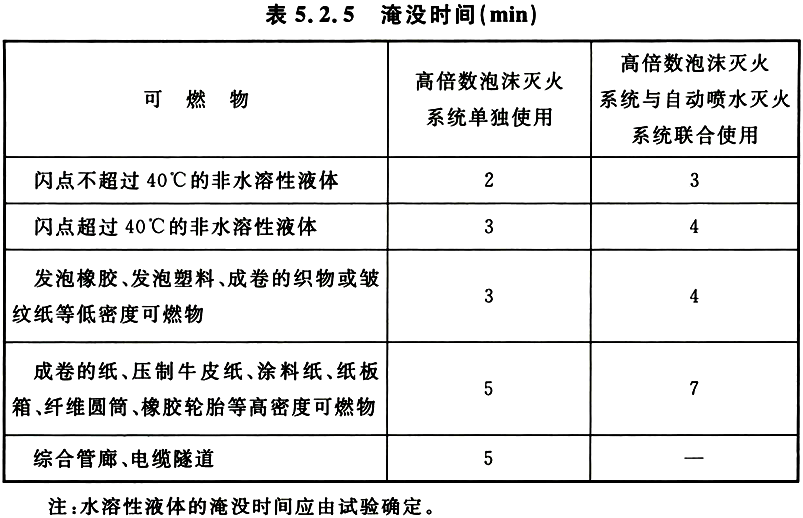 表 5.2.5 淹没时间(min)
可 燃 物
高倍数泡沫灭火
系统单独使用
高倍数泡沫灭火
系统与自动喷水灭火
系统联合使用
闪点不超过 40℃的非水溶性液体
2
3
闪点超过 40℃的非水溶性液体
3
4
发泡橡胶、发泡塑料、成卷的织物或皱
纹纸等低密度可燃物
3
4
成卷的纸、压制牛皮纸、涂料纸、纸板
箱、纤维圆筒、橡胶轮胎等高密度可燃物
5
7
综合管廊、电缆隧道
5
—
注:水溶性液体的淹没时间应由试验确定。